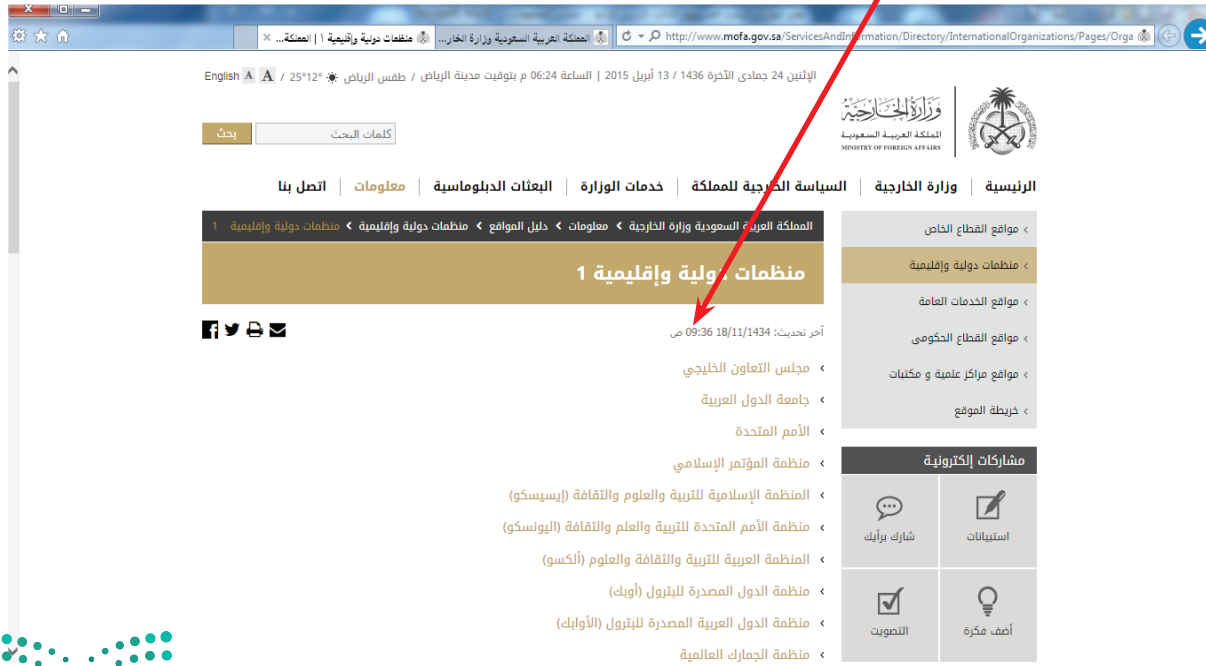 http://www.mofa.gov.sa/ServicesAndInformation/Directory/InternationalOrganizations/Pages/Orga
المملكة العربية السعودية وزارة الخار...
منظمات دولية وإقليمية 1 | المملكة...
الإثنين 24 جمادى الآخرة 1436 / 13 أبريل 2015 | الساعة 06:24 م بتوقيت مدينة الرياض / طقس الرياض 12° 25° / A A English
وزارة الخارجية
المملكة العربية السعودية
MINISTRY OF FOREIGN AFFAIRS
كلمات البحث
بحث
الرئيسية | وزارة الخارجية | السياسة الخارجية للمملكة | خدمات الوزارة | البعثات الدبلوماسية | معلومات | اتصل بنا
المملكة العربية السعودية وزارة الخارجية > معلومات > دليل المواقع > منظمات دولية وإقليمية > منظمات دولية وإقليمية 1
مواقع القطاع الخاص
منظمات دولية وإقليمية
مواقع الخدمات العامة
مواقع القطاع الحكومى
مواقع مراكز علمية و مكتبات
خريطة الموقع
منظمات دولية وإقليمية 1
آخر تحديث: 18/11/1434 09:36 ص
مجلس التعاون الخليجي
جامعة الدول العربية
الأمم المتحدة
منظمة المؤتمر الإسلامي
المنظمة الإسلامية للتربية والعلوم والثقافة (إيسيسكو)
منظمة الأمم المتحدة للتربية والعلم والثقافة (اليونسكو)
المنظمة العربية للتربية والثقافة والعلوم (ألكسو)
منظمة الدول المصدرة للبترول (أوبك)
منظمة الدول العربية المصدرة للبترول (الأوابك)
منظمة الجمارك العالمية
مشاركات إلكترونية
استبيانات
شارك برأيك
أضف فكرة
التصويت